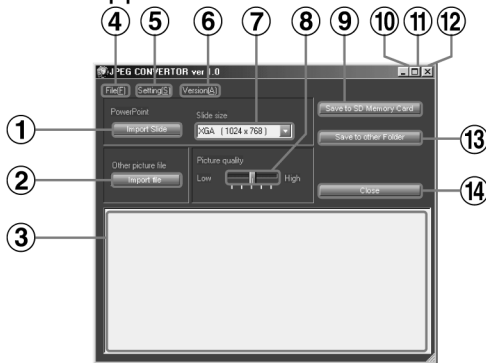 4 5 6 7 8 9 10 11 12
JPEG CONVERTOR ver1.0
File(F) Setting(S) Version(A)
PowerPoint
Slide size
Save to SD Memory Card
1 Import Slide XGA ( 1024 x 768 )
Save to other Folder 13
Other picture file
Picture quality
2 Import file Low High
Close 14
3